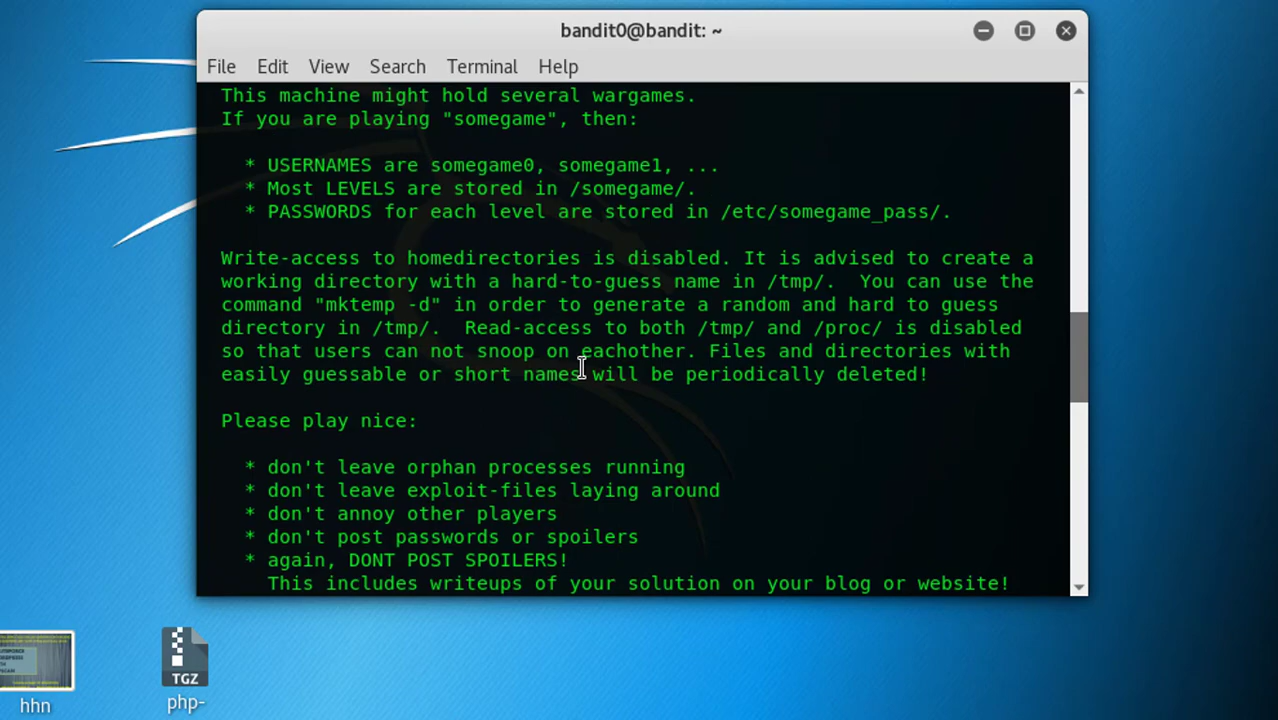 bandit0@bandit: ~
File Edit View Search Terminal Help
This machine might hold several wargames.
If you are playing "somegame", then:
* USERNAMES are somegame0, somegame1, ...
* Most LEVELS are stored in /somegame/.
* PASSWORDS for each level are stored in /etc/somegame_pass/.
Write-access to homedirectories is disabled. It is advised to create a
working directory with a hard-to-guess name in /tmp/.  You can use the
command "mktemp -d" in order to generate a random and hard to guess
directory in /tmp/.  Read-access to both /tmp/ and /proc/ is disabled
so that users can not snoop on eachother. Files and directories with
easily guessable or short names will be periodically deleted!
Please play nice:
* don't leave orphan processes running
* don't leave exploit-files laying around
* don't annoy other players
* don't post passwords or spoilers
* again, DONT POST SPOILERS!
This includes writeups of your solution on your blog or website!
TGZ
hhn
php-